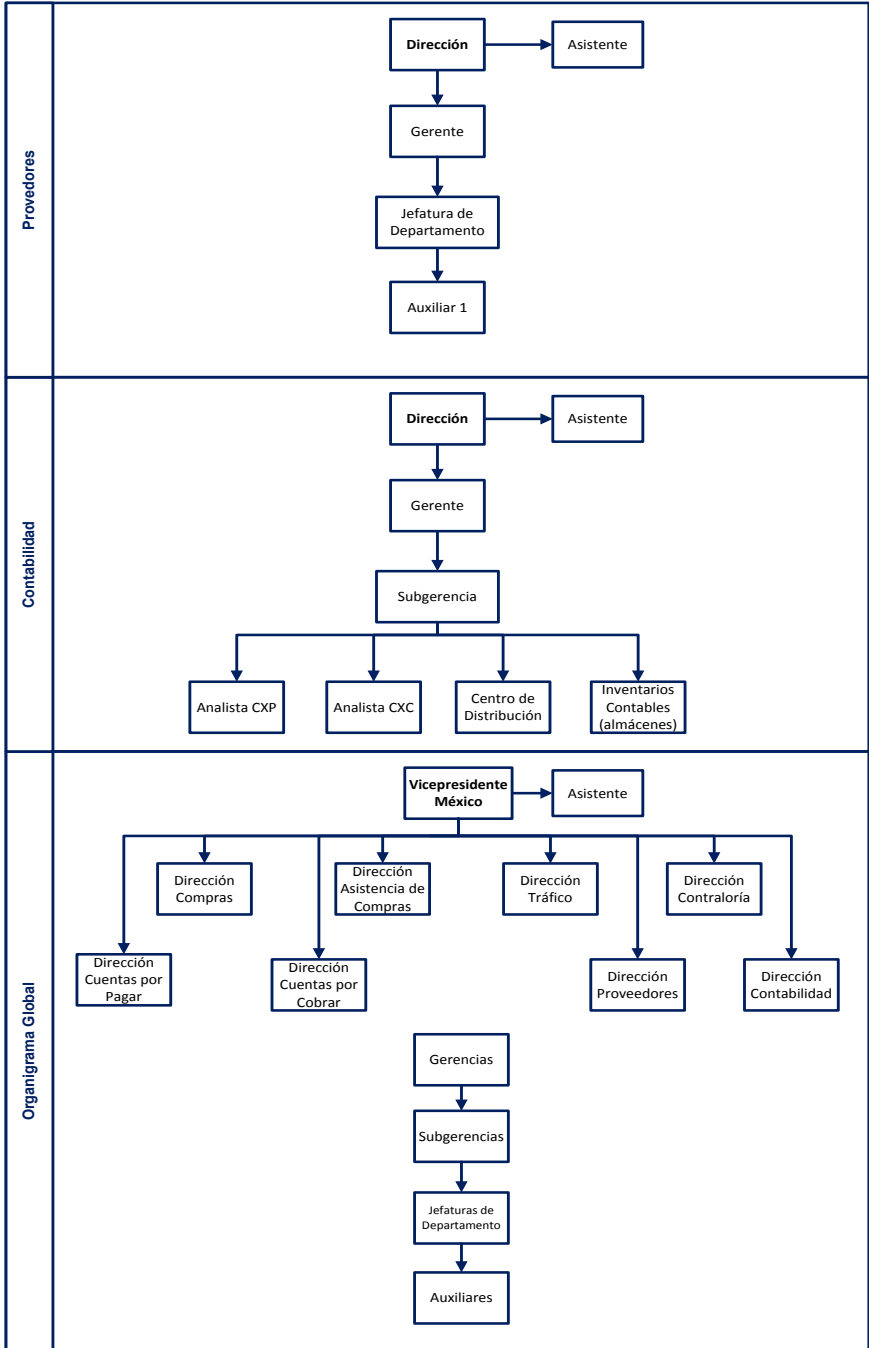 Provedores
Dirección
Asistente
Gerente
Jefatura de
Departamento
Auxiliar 1
Contabilidad
Dirección
Asistente
Gerente
Subgerencia
Analista CXP
Analista CXC
Centro de
Distribución
Inventarios
Contables
(almácenes)
Organigrama Global
Vicepresidente
México
Asistente
Dirección
Compras
Dirección
Asistencia de
Compras
Dirección
Tráfico
Dirección
Contraloría
Dirección
Cuentas por
Pagar
Dirección
Cuentas por
Cobrar
Dirección
Proveedores
Dirección
Contabilidad
Gerencias
Subgerencias
Jefaturas de
Departamento
Auxiliares